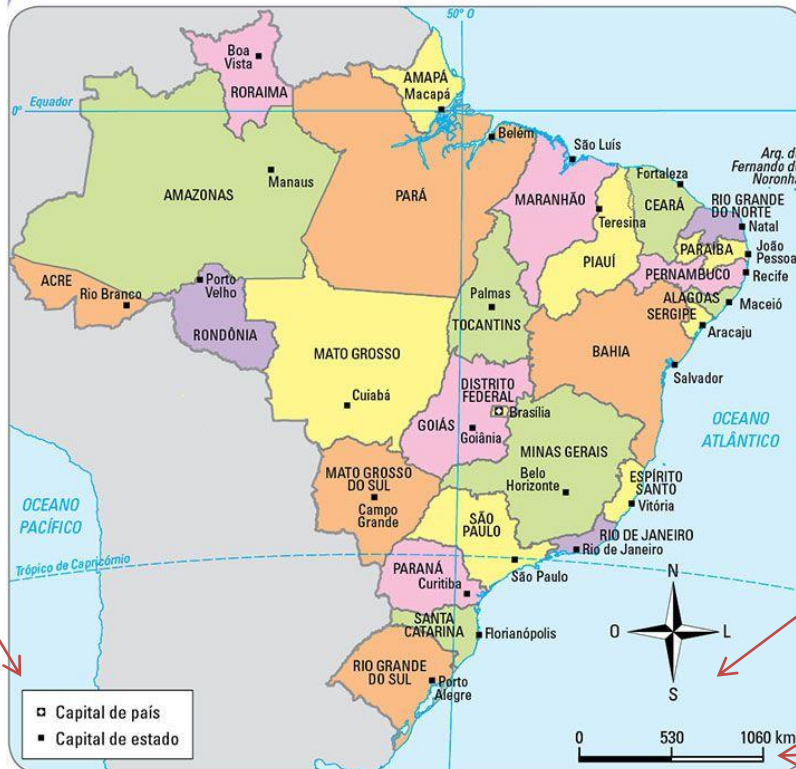 50° O
Boa
Vista
RORAIMA
AMAPÁ
Macapá
0°
Equador
Belém
São Luís
Fortaleza
Arq. d
Fernando d
Noronh
Manaus
AMAZONAS
PARÁ
MARANHÃO
Teresina
CEARÁ
RIO GRANDE
DO NORTE
Natal
PIAUÍ
PARAÍBA
João
Pessoa
PERNAMBUCO
Recife
ACRE
Rio Branco
Porto
Velho
RONDÔNIA
Palmas
TOCANTINS
ALAGOAS
Maceió
SERGIPE
Aracaju
MATO GROSSO
Cuiabá
BAHIA
Salvador
DISTRITO
FEDERAL
Brasília
GOIÁS
Goiânia
OCEANO
ATLÂNTICO
MINAS GERAIS
Belo
Horizonte
MATO GROSSO
DO SUL
Campo
Grande
ESPÍRITO
SANTO
Vitória
OCEANO
PACÍFICO
SÃO
PAULO
RIO DE JANEIRO
Rio de Janeiro
Trópico de Capricórnio
São Paulo
PARANÁ
Curitiba
SANTA
CATARINA
Florianópolis
RIO GRANDE
DO SUL
Porto
Alegre
N
O
L
S
Capital de país
Capital de estado
0 530 1060 km